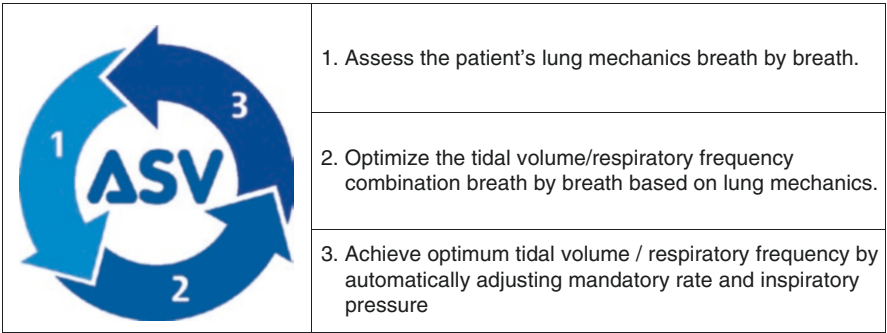 1
3
ASV
2
1. Assess the patient’s lung mechanics breath by breath.
2. Optimize the tidal volume/respiratory frequency
combination breath by breath based on lung mechanics.
3. Achieve optimum tidal volume / respiratory frequency by
automatically adjusting mandatory rate and inspiratory
pressure